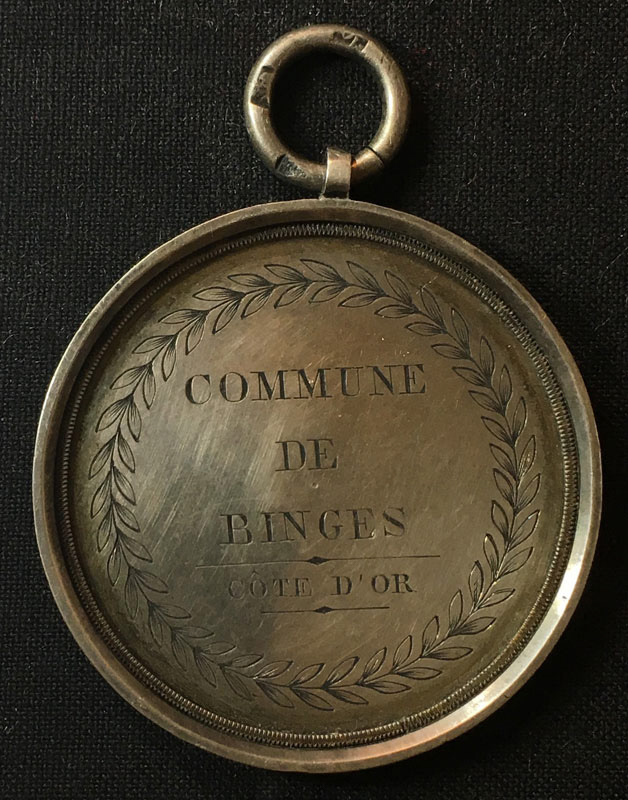 COMMUNE
DE
BINGES
CÔTE D'OR